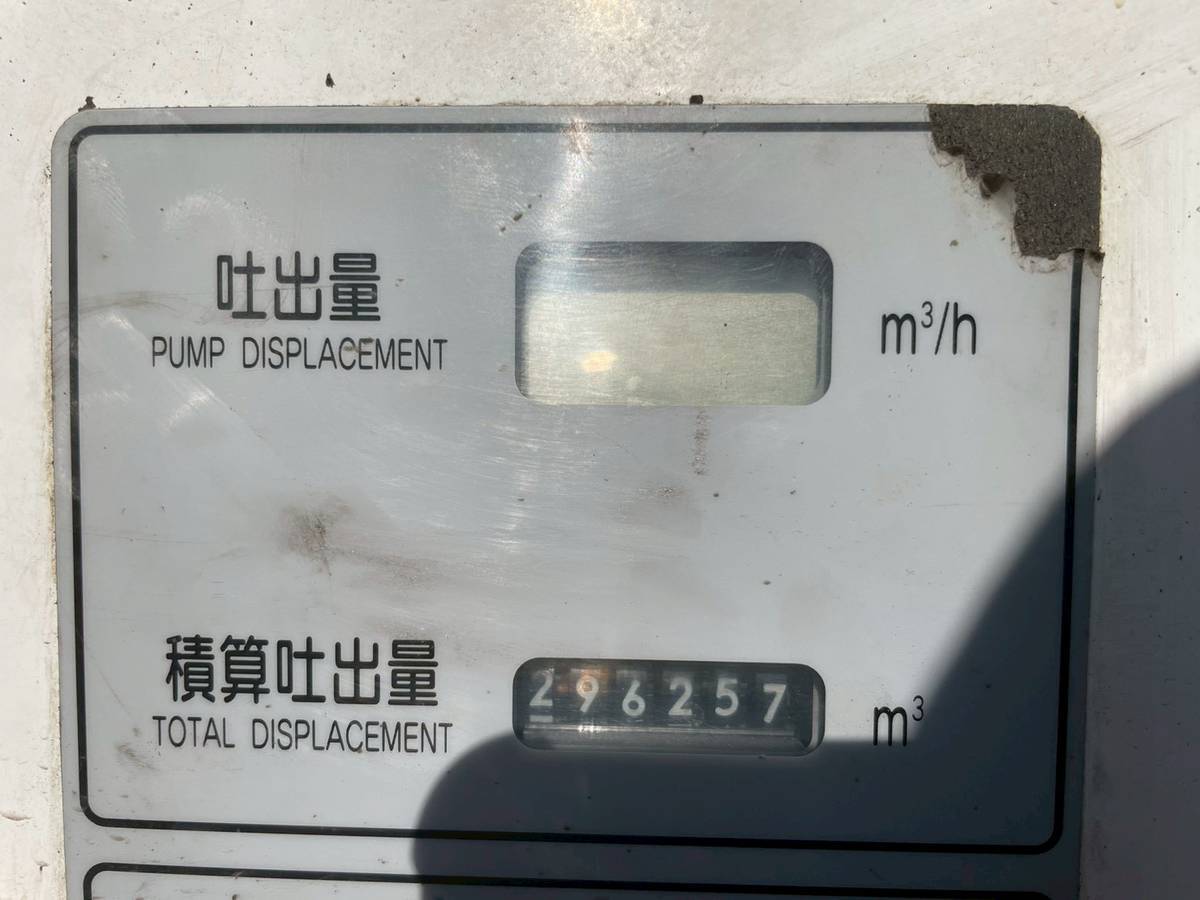 吐出量
PUMP DISPLACEMENT
m³/h
積算吐出量
TOTAL DISPLACEMENT
296257
m³